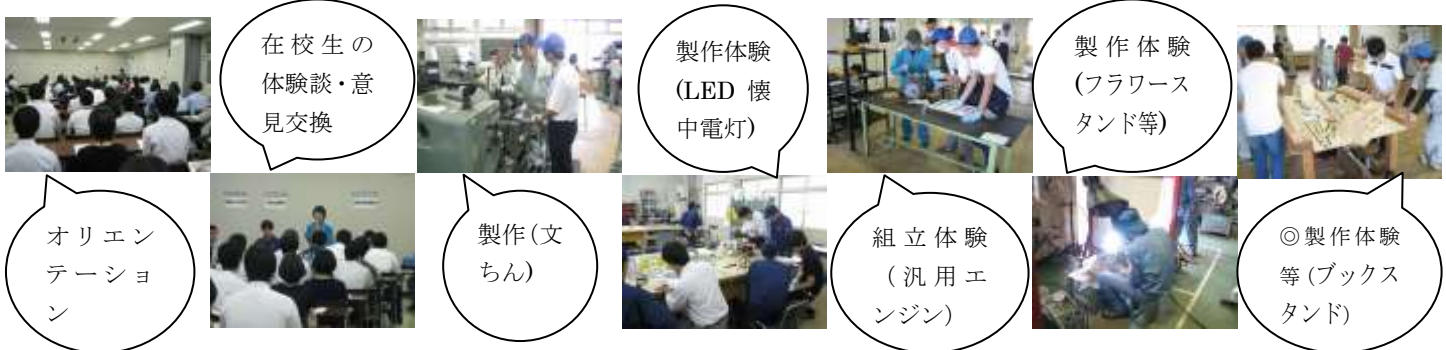 在校生の
体験談・意
見交換
製作体験
(LED 懐
中電灯)
製作体験
(フラワース
タンド等)
オリエン
テーショ
ン
製作(文
ちん)
組立体験
（汎用エ
ンジン）
◎製作体験
等(ブックス
タンド)